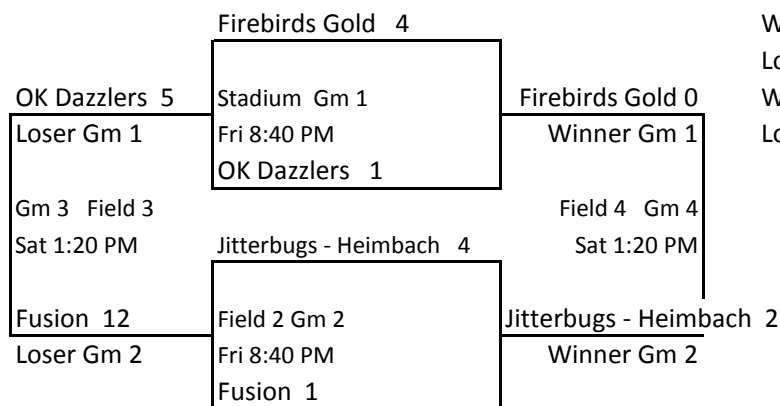 Firebirds Gold 4
W
Lo
OK Dazzlers 5 Stadium Gm 1 Firebirds Gold 0
W
Loser Gm 1 Fri 8:40 PM Winner Gm 1
Lo
OK Dazzlers 1
Gm 3 Field 3 Field 4 Gm 4
Sat 1:20 PM Jitterbugs - Heimbach 4 Sat 1:20 PM
Fusion 12 Field 2 Gm 2 Jitterbugs - Heimbach 2
Loser Gm 2 Fri 8:40 PM Winner Gm 2
Fusion 1